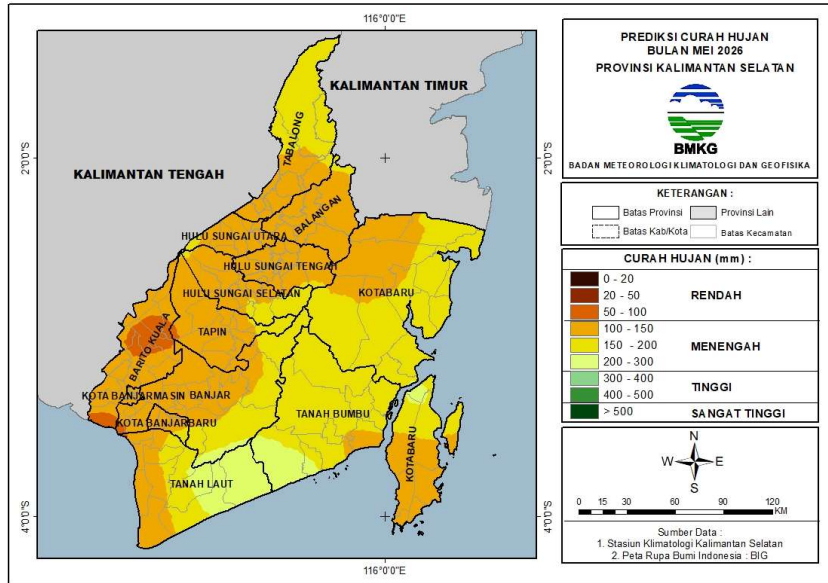 116°0'0"E
KALIMANTAN TIMUR
KALIMANTAN TENGAH
2°0'0"S
2°0'0"S
TABALONG
BALANGAN
HULU SUNGAI UTARA
HULU SUNGAI TENGAH
HULU SUNGAI SELATAN
KOTABARU
TAPIN
BARITO KUALA
KOTA BANJARMASIN
BANJAR
KOTA BANJARBARU
TANAH BUMBU
KOTABARU
TANAH LAUT
4°0'0"S
4°0'0"S
116°0'0"E
PREDIKSI CURAH HUJAN
BULAN MEI 2026
PROVINSI KALIMANTAN SELATAN
BMKG
BADAN METEOROLOGI KLIMATOLOGI DAN GEOFISIKA
KETERANGAN :
Batas Provinsi
Provinsi Lain
Batas Kab/Kota
Batas Kecamatan
CURAH HUJAN (mm) :
0 - 20
20 - 50
RENDAH
50 - 100
100 - 150
150 - 200
MENENGAH
200 - 300
300 - 400
TINGGI
400 - 500
> 500
SANGAT TINGGI
N
W
E
S
0 15 30 60 90 120
KM
Sumber Data :
1. Stasiun Klimatologi Kalimantan Selatan
2. Peta Rupa Bumi Indonesia : BIG